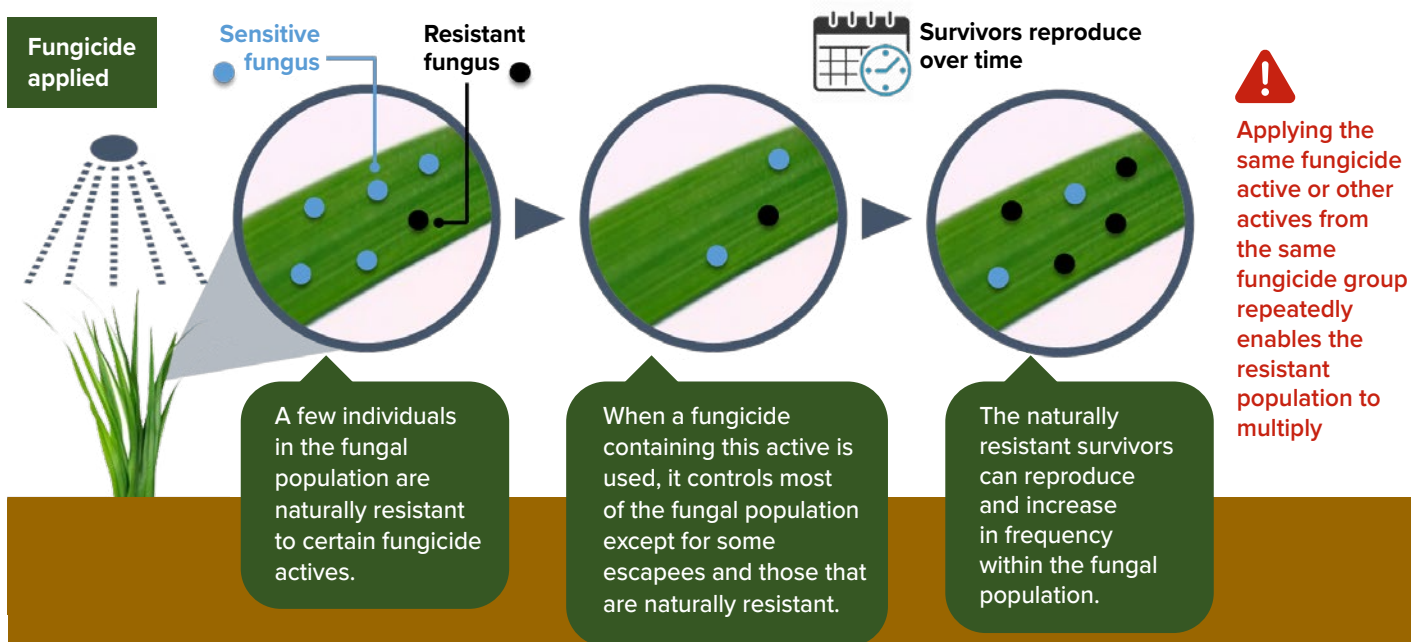 Fungicide
applied
Sensitive
fungus
Resistant
fungus
Survivors reproduce
over time
Applying the
same fungicide
active or other
actives from
the same
fungicide group
repeatedly
enables the
resistant
population to
multiply
A few individuals
in the fungal
population are
naturally resistant
to certain fungicide
actives.
When a fungicide
containing this active is
used, it controls most
of the fungal population
except for some
escapees and those that
are naturally resistant.
The naturally
resistant survivors
can reproduce
and increase
in frequency
within the fungal
population.